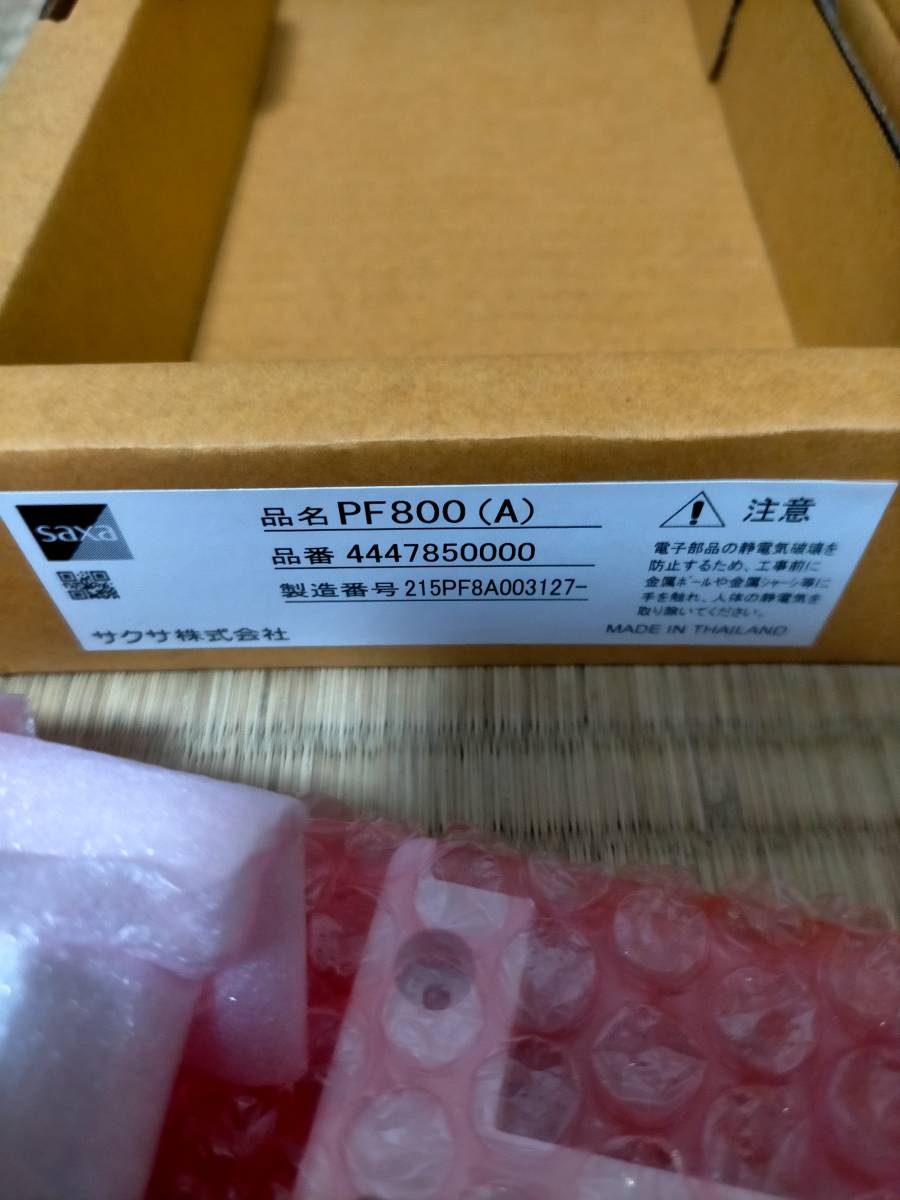 saxa
品名 PF800 (A)
品番 4447850000
製造番号 215PF8A003127-
サクサ株式会社
注意
電子部品の静電気破壊を
防止するため、工事前に
金属ポールや金属シャーシ等に
手を触れ、人体の静電気を
取り除いてください。
MADE IN THAILAND